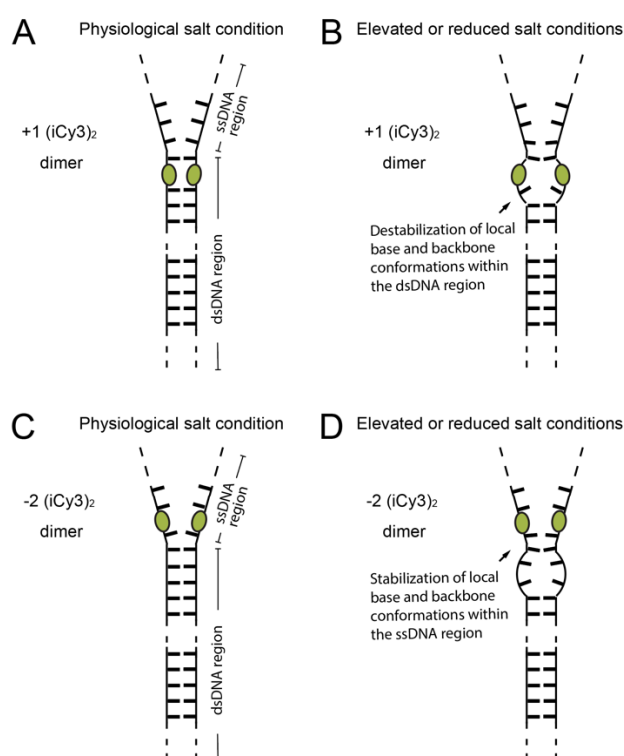 A
Physiological salt condition
+1 (iCy3)₂
dimer
ssDNA
region
dsDNA region
B
Elevated or reduced salt conditions
+1 (iCy3)₂
dimer
Destabilization of local
base and backbone
conformations within
the dsDNA region
C
Physiological salt condition
-2 (iCy3)₂
dimer
ssDNA
region
dsDNA region
D
Elevated or reduced salt conditions
-2 (iCy3)₂
dimer
Stabilization of local
base and backbone
conformations within
the ssDNA region